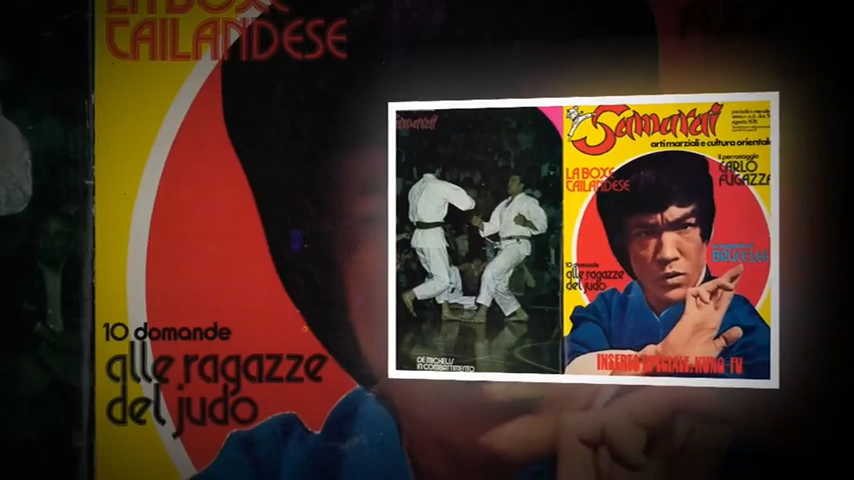 LA BOXE
TAILANDESE
10 domande
alle ragazze
del judo
Samurai
DE MICHELIS
IN COMBATTIMENTO
Samurai
arti marziali e cultura orientale
il personaggio
CARLO
FUGAZZA
LA BOXE
TAILANDESE
BRUCE LEE
10 domande
alle ragazze
del judo
INSERTO SPECIALE: KUNG-FU